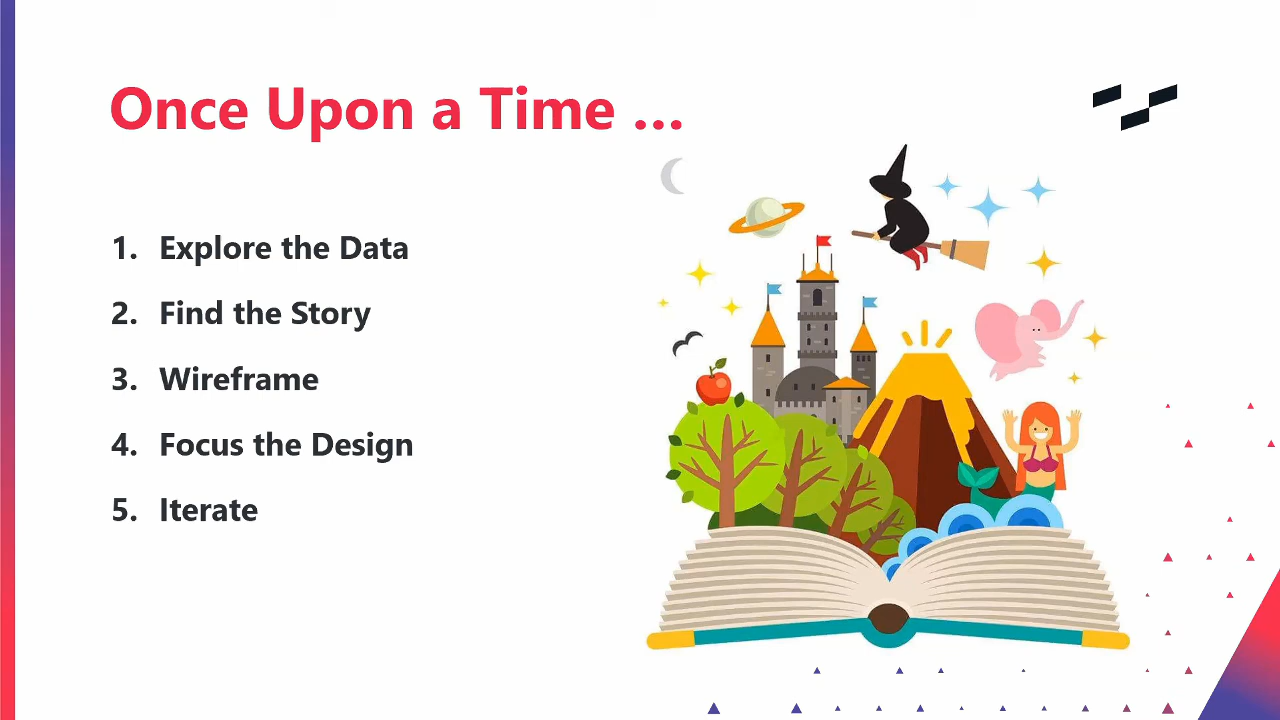 Once Upon a Time ...
1. Explore the Data
2. Find the Story
3. Wireframe
4. Focus the Design
5. Iterate